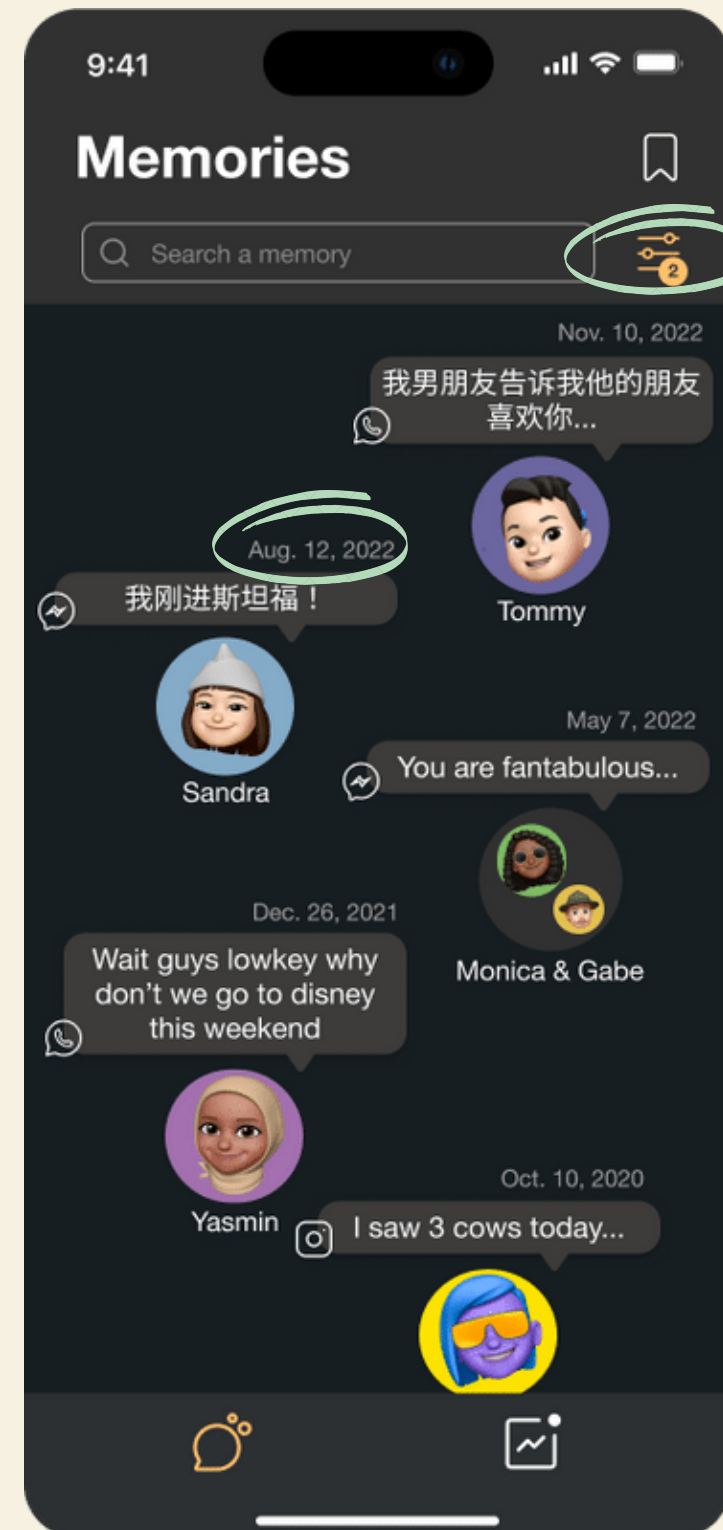 9:41
Memories
Search a memory
2
Nov. 10, 2022
我男朋友告诉我他的朋友
喜欢你...
Tommy
Aug. 12, 2022
我刚进斯坦福！
Sandra
May 7, 2022
You are fantabulous...
Monica & Gabe
Dec. 26, 2021
Wait guys lowkey why
don't we go to disney
this weekend
Yasmin
Oct. 10, 2020
I saw 3 cows today...